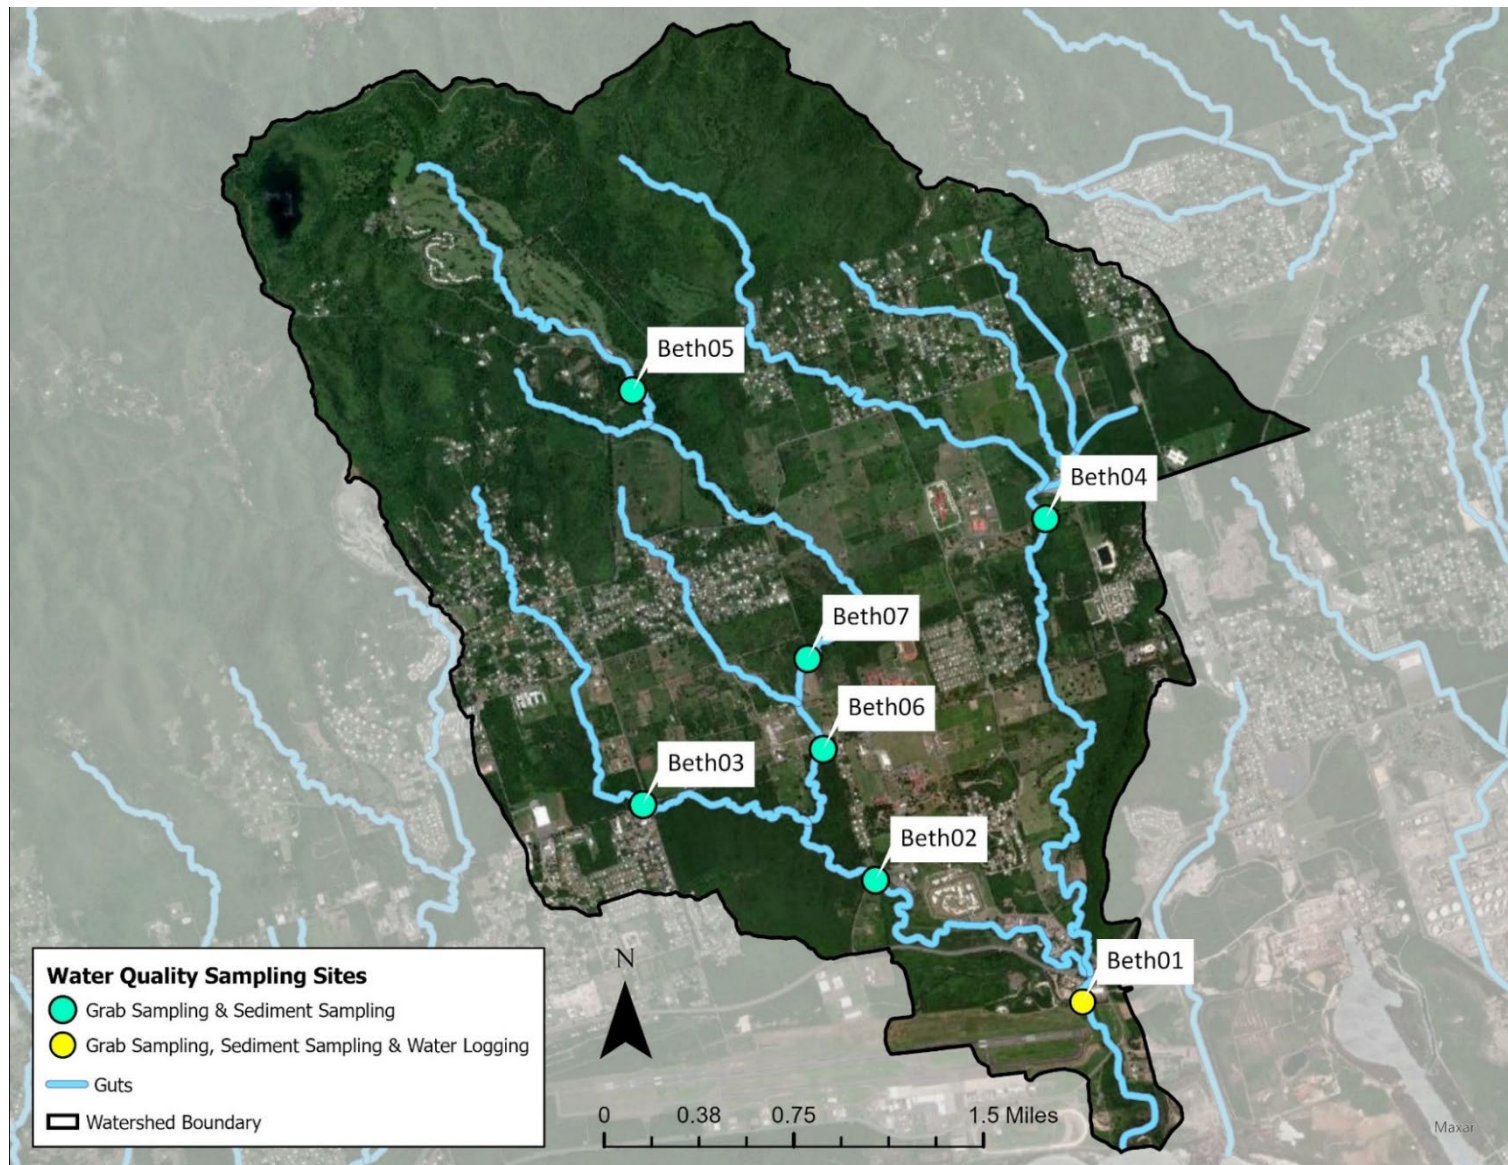 Beth05
Beth04
Beth07
Beth06
Beth03
Beth02
Beth01
Water Quality Sampling Sites
Grab Sampling & Sediment Sampling
Grab Sampling, Sediment Sampling & Water Logging
Guts
Watershed Boundary
N
0 0.38 0.75 1.5 Miles
Maxar